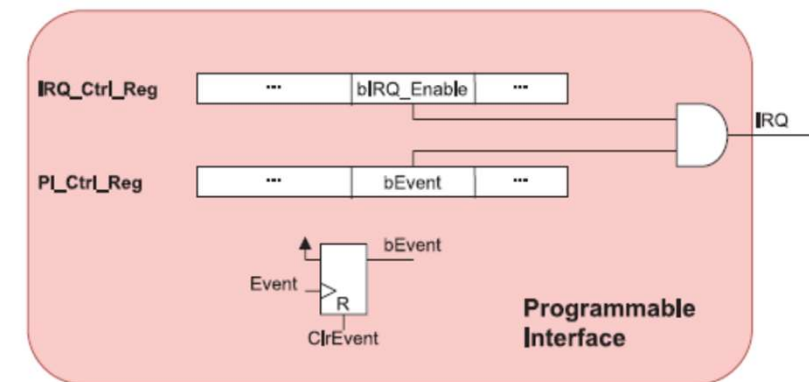 IRQ_Ctrl_Reg ... bIRQ_Enable ...
IRQ
PI_Ctrl_Reg ... bEvent ...
bEvent
Event
R
ClrEvent
Programmable
Interface